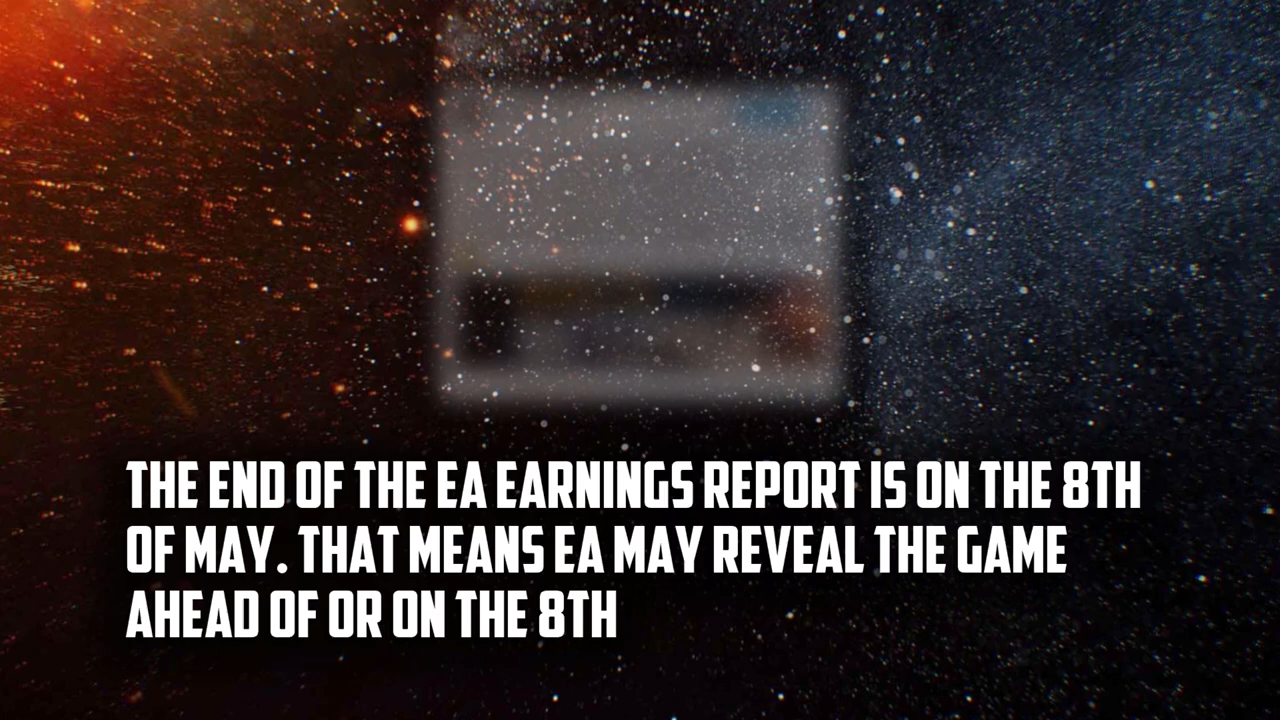 THE END OF THE EA EARNINGS REPORT IS ON THE 8TH
OF MAY. THAT MEANS EA MAY REVEAL THE GAME
AHEAD OF OR ON THE 8TH